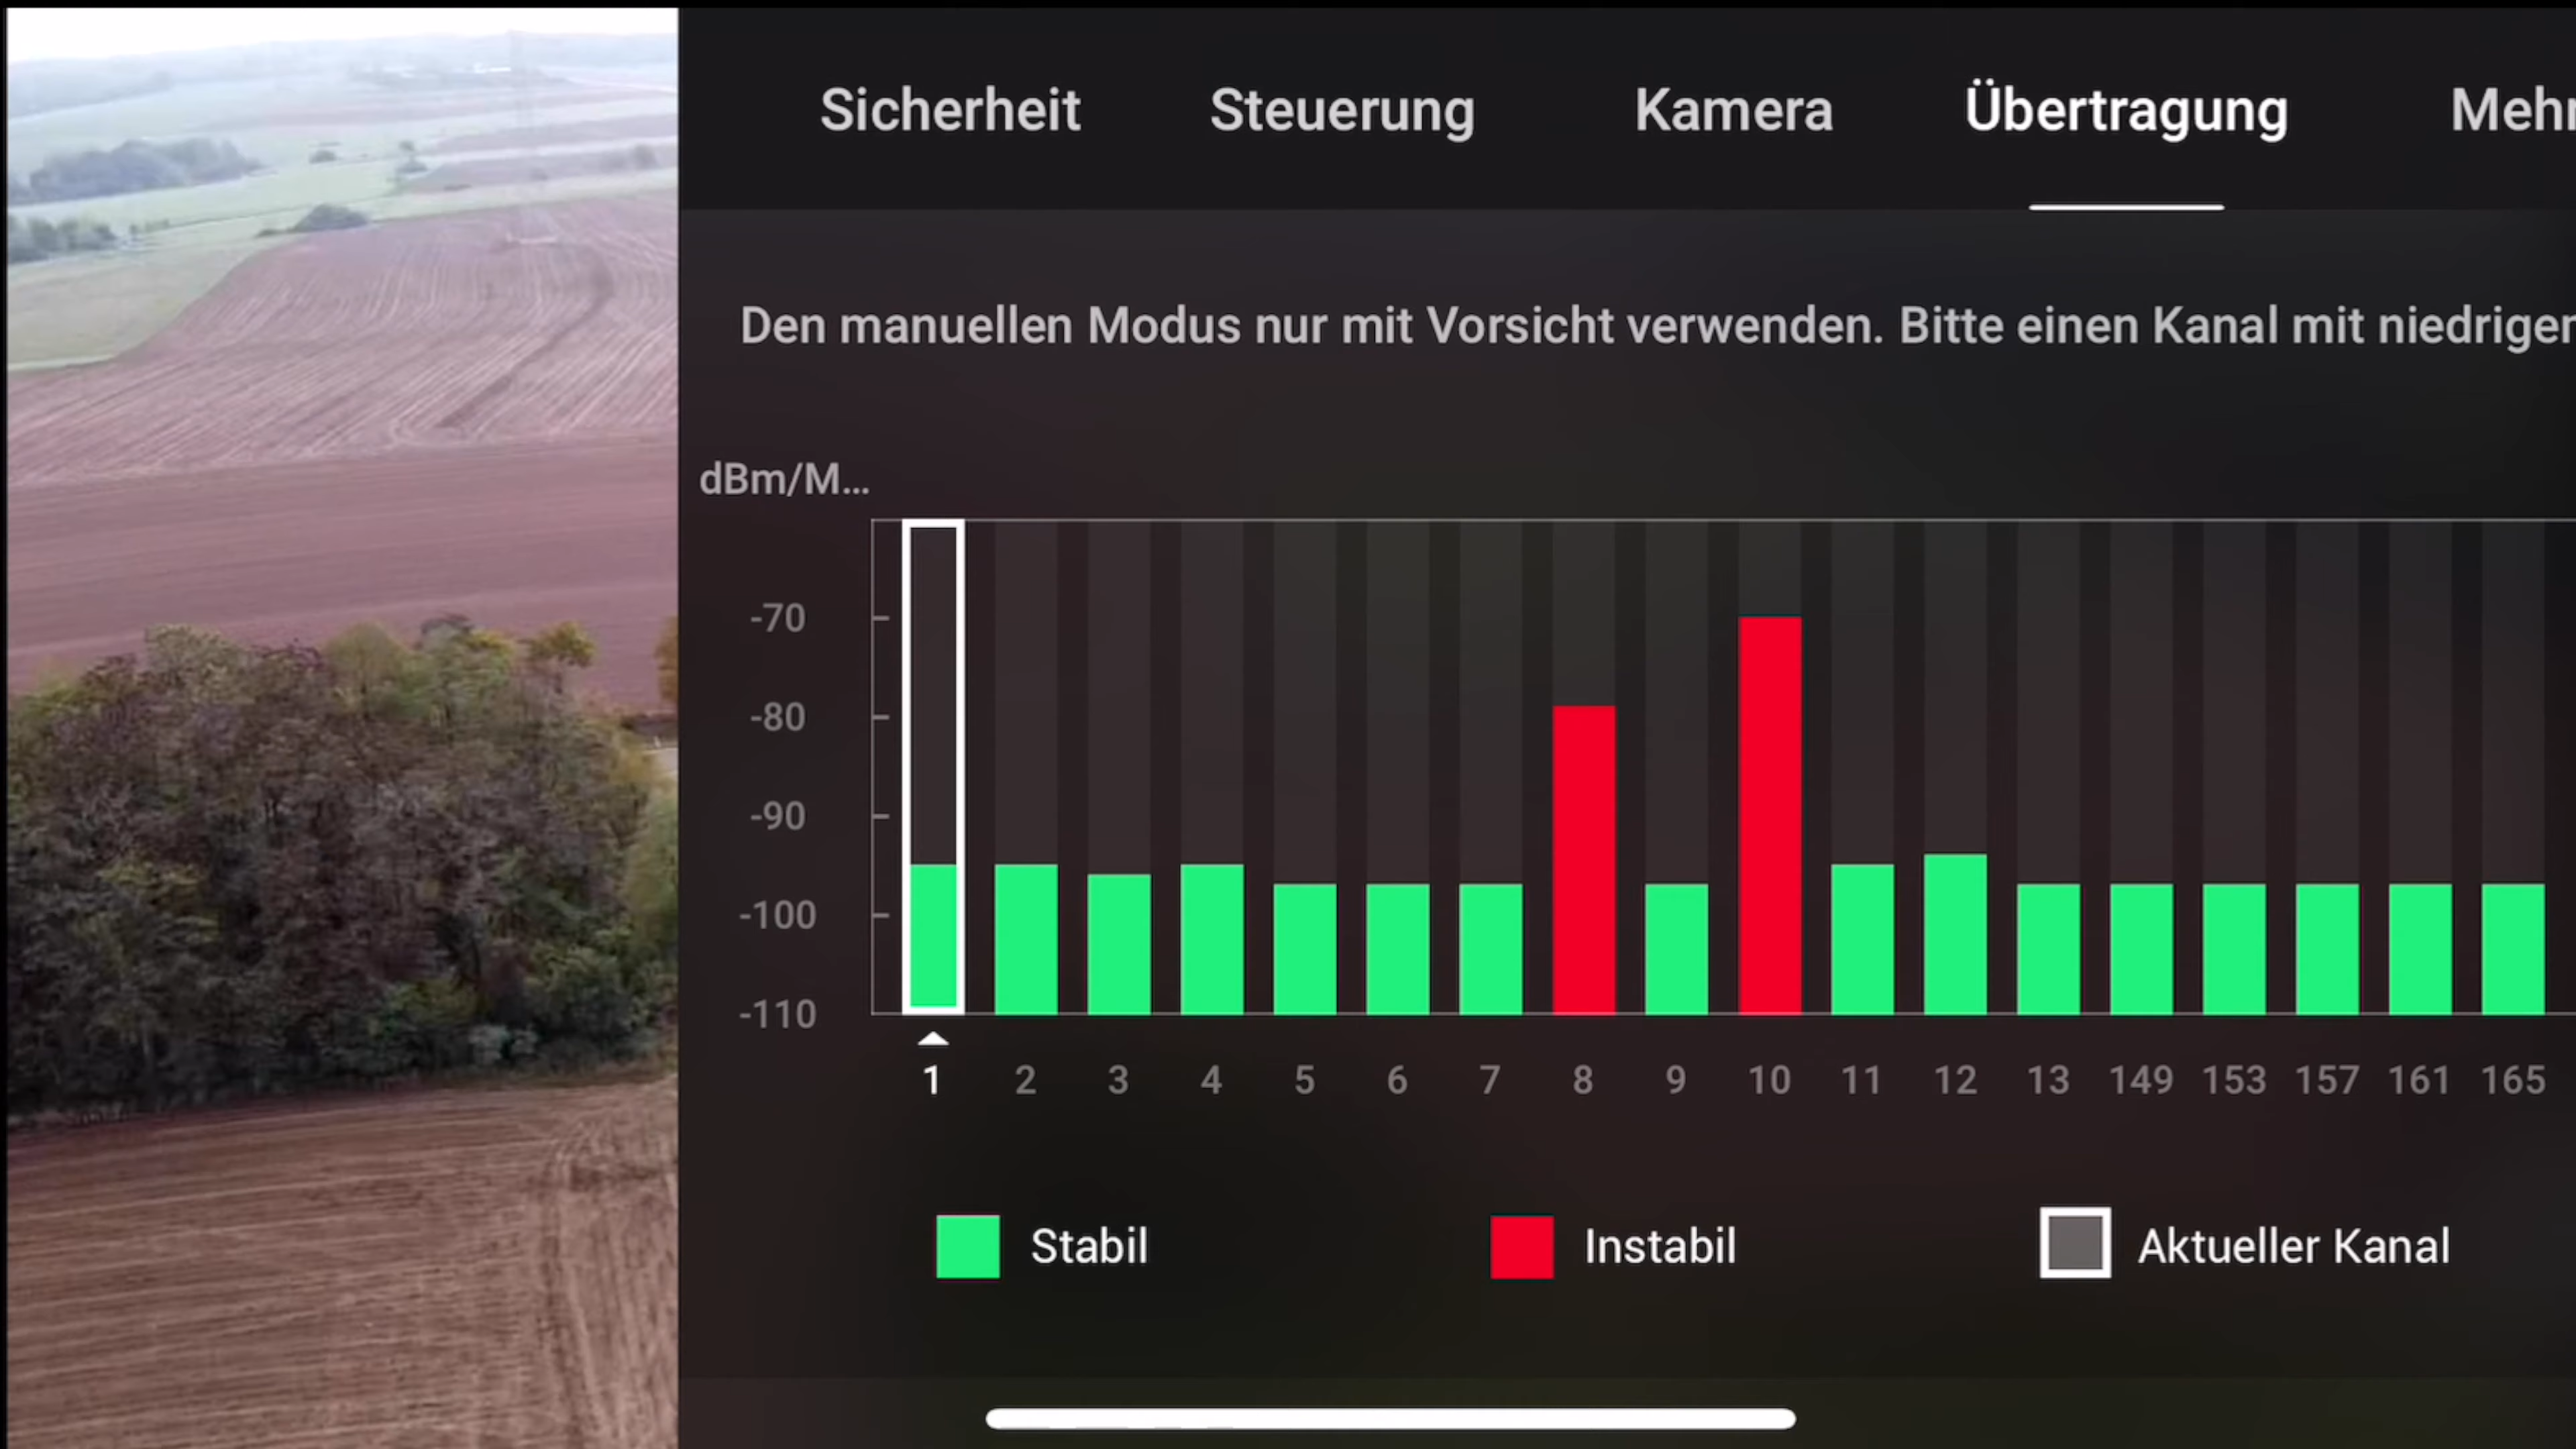 Sicherheit Steuerung Kamera Übertragung Mehr
Den manuellen Modus nur mit Vorsicht verwenden. Bitte einen Kanal mit niedriger
dBm/M...
-70
-80
-90
-100
-110
1 2 3 4 5 6 7 8 9 10 11 12 13 149 153 157 161 165
Stabil Instabil Aktueller Kanal